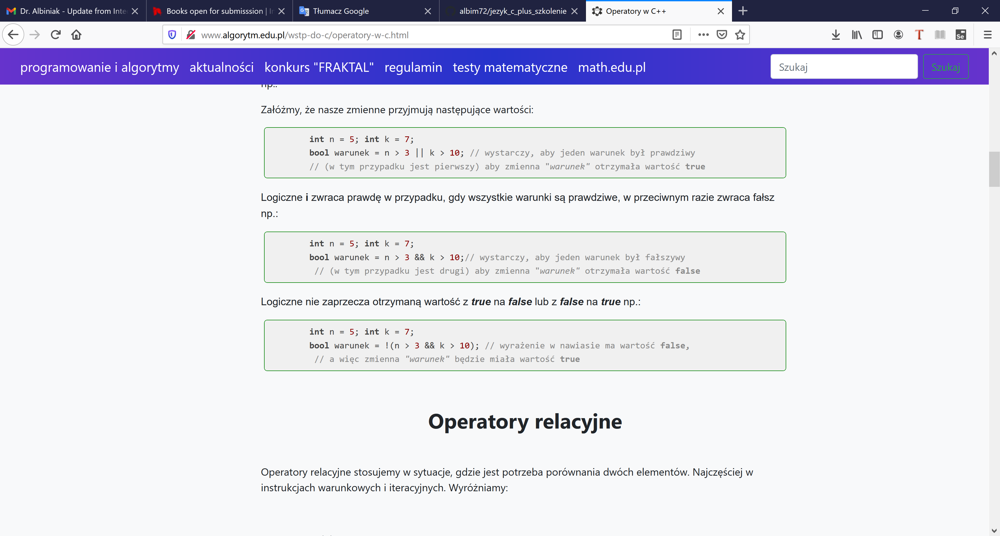 Dr. Albiniak - Update from Inte
Books open for submisssion | In
Tłumacz Google
albim72/jezyk_c_plus_szkolenie
Operatory w C++
www.algorytm.edu.pl/wstp-do-c/operatory-w-c.html
programowanie i algorytmy aktualności konkurs "FRAKTAL" regulamin testy matematyczne math.edu.pl
Szukaj
Szukaj
np.:
Załóżmy, że nasze zmienne przyjmują następujące wartości:
int n = 5; int k = 7;
bool warunek = n > 3 || k > 10; // wystarczy, aby jeden warunek był prawdziwy
// (w tym przypadku jest pierwszy) aby zmienna "warunek" otrzymała wartość true
Logiczne i zwraca prawdę w przypadku, gdy wszystkie warunki są prawdziwe, w przeciwnym razie zwraca fałsz
np.:
int n = 5; int k = 7;
bool warunek = n > 3 && k > 10;// wystarczy, aby jeden warunek był fałszywy
// (w tym przypadku jest drugi) aby zmienna "warunek" otrzymała wartość false
Logiczne nie zaprzecza otrzymaną wartość z true na false lub z false na true np.:
int n = 5; int k = 7;
bool warunek = !(n > 3 && k > 10); // wyrażenie w nawiasie ma wartość false,
// a więc zmienna "warunek" będzie miała wartość true
Operatory relacyjne
Operatory relacyjne stosujemy w sytuacje, gdzie jest potrzeba porównania dwóch elementów. Najczęściej w
instrukcjach warunkowych i iteracyjnych. Wyróżniamy: